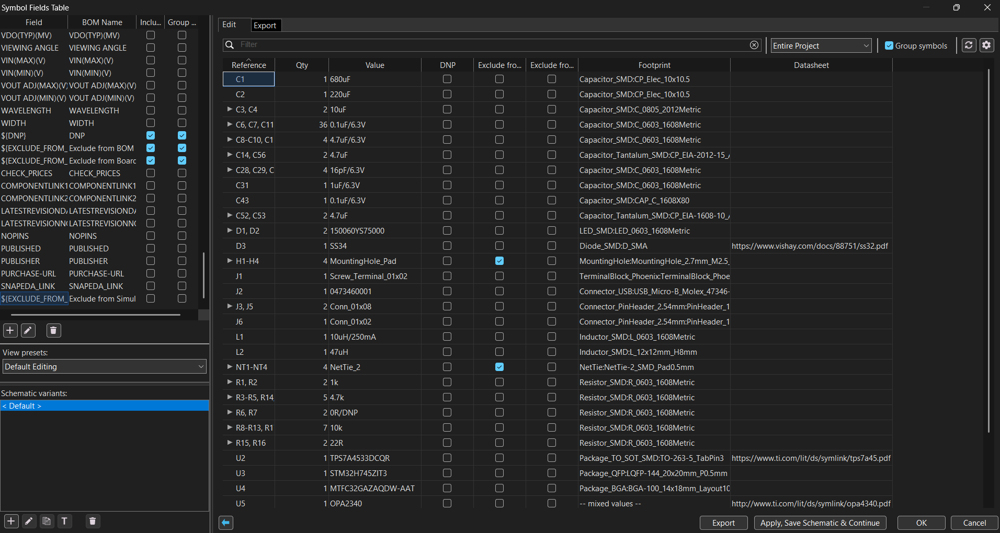 Symbol Fields Table
Field BOM Name Inclu... Group ...
VDO(TYP)(MV) VDO(TYP)(MV)
VIEWING ANGLE VIEWING ANGLE
VIN(MAX)(V) VIN(MAX)(V)
VIN(MIN)(V) VIN(MIN)(V)
VOUT ADJ(MAX)(V) VOUT ADJ(MAX)(V)
VOUT ADJ(MIN)(V) VOUT ADJ(MIN)(V)
WAVELENGTH WAVELENGTH
WIDTH WIDTH
${DNP} DNP
${EXCLUDE_FROM_ Exclude from BOM
${EXCLUDE_FROM_ Exclude from Boarc
CHECK_PRICES CHECK_PRICES
COMPONENTLINK1 COMPONENTLINK1
COMPONENTLINK2 COMPONENTLINK2
LATESTREVISIOND LATESTREVISIOND
LATESTREVISIONN LATESTREVISIONN
NOPINS NOPINS
PUBLISHED PUBLISHED
PUBLISHER PUBLISHER
PURCHASE-URL PURCHASE-URL
SNAPEDA_LINK SNAPEDA_LINK
${EXCLUDE_FROM_ Exclude from Simul
View presets:
Default Editing
Schematic variants:
< Default >
T
Edit Export
Filter
Entire Project
Group symbols
Reference Qty Value DNP Exclude fro... Exclude fro... Footprint Datasheet
C1 1 680uF Capacitor_SMD:CP_Elec_10x10.5
C2 1 220uF Capacitor_SMD:CP_Elec_10x10.5
C3, C4 2 10uF Capacitor_SMD:C_0805_2012Metric
C6, C7, C11 36 0.1uF/6.3V Capacitor_SMD:C_0603_1608Metric
C8-C10, C1 4 4.7uF/6.3V Capacitor_SMD:C_0603_1608Metric
C14, C56 2 4.7uF Capacitor_Tantalum_SMD:CP_EIA-2012-15_
C28, C29, C 4 16pF/6.3V Capacitor_SMD:C_0603_1608Metric
C31 1 1uF/6.3V Capacitor_SMD:C_0603_1608Metric
C43 1 0.1uF/6.3V Capacitor_SMD:CAP_C_1608X80
C52, C53 2 4.7uF Capacitor_Tantalum_SMD:CP_EIA-1608-10_
D1, D2 2 150060YS75000 LED_SMD:LED_0603_1608Metric
D3 1 SS34 Diode_SMD:D_SMA https://www.vishay.com/docs/88751/ss32.pdf
H1-H4 4 MountingHole_Pad MountingHole:MountingHole_2.7mm_M2.5_
J1 1 Screw_Terminal_01x02 TerminalBlock_Phoenix:TerminalBlock_Phoe
J2 1 0473460001 Connector_USB:USB_Micro-B_Molex_47346-
J3, J5 2 Conn_01x08 Connector_PinHeader_2.54mm:PinHeader_1
J6 1 Conn_01x02 Connector_PinHeader_2.54mm:PinHeader_1
L1 1 10uH/250mA Inductor_SMD:L_0603_1608Metric
L2 1 47uH Inductor_SMD:L_12x12mm_H8mm
NT1-NT4 4 NetTie_2 NetTie:NetTie-2_SMD_Pad0.5mm
R1, R2 2 1k Resistor_SMD:R_0603_1608Metric
R3-R5, R14, 5 4.7k Resistor_SMD:R_0603_1608Metric
R6, R7 2 0R/DNP Resistor_SMD:R_0603_1608Metric
R8-R13, R1 7 10k Resistor_SMD:R_0603_1608Metric
R15, R16 2 22R Resistor_SMD:R_0603_1608Metric
U2 1 TPS7A4533DCQR Package_TO_SOT_SMD:TO-263-5_TabPin3 https://www.ti.com/lit/ds/symlink/tps7a45.pdf
U3 1 STM32H745ZIT3 Package_QFP:LQFP-144_20x20mm_P0.5mm
U4 1 MTFC32GAZAQDW-AAT Package_BGA:BGA-100_14x18mm_Layout10
U5 1 OPA2340 -- mixed values -- http://www.ti.com/lit/ds/symlink/opa4340.pdf
Export Apply, Save Schematic & Continue OK Cancel